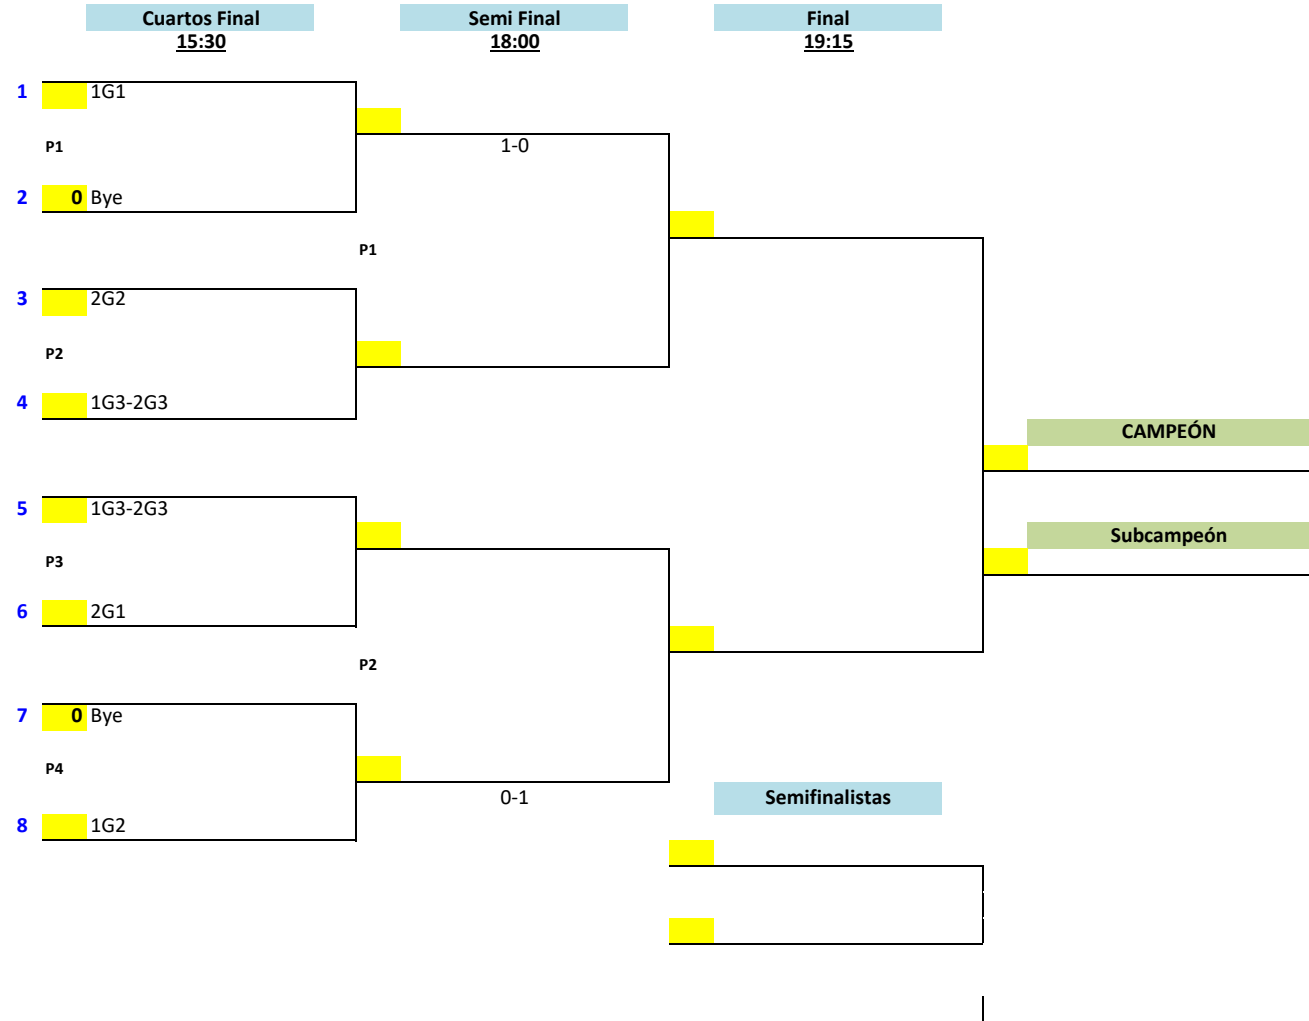 Cuartos Final Semi Final Final
15:30 18:00 19:15
1 1G1
P1 1-0
2 0 Bye
P1
3 2G2
P2
4 1G3-2G3
CAMPEÓN
5 1G3-2G3
Subcampeón
P3
6 2G1
P2
7 0 Bye
P4
0-1 Semifinalistas
8 1G2